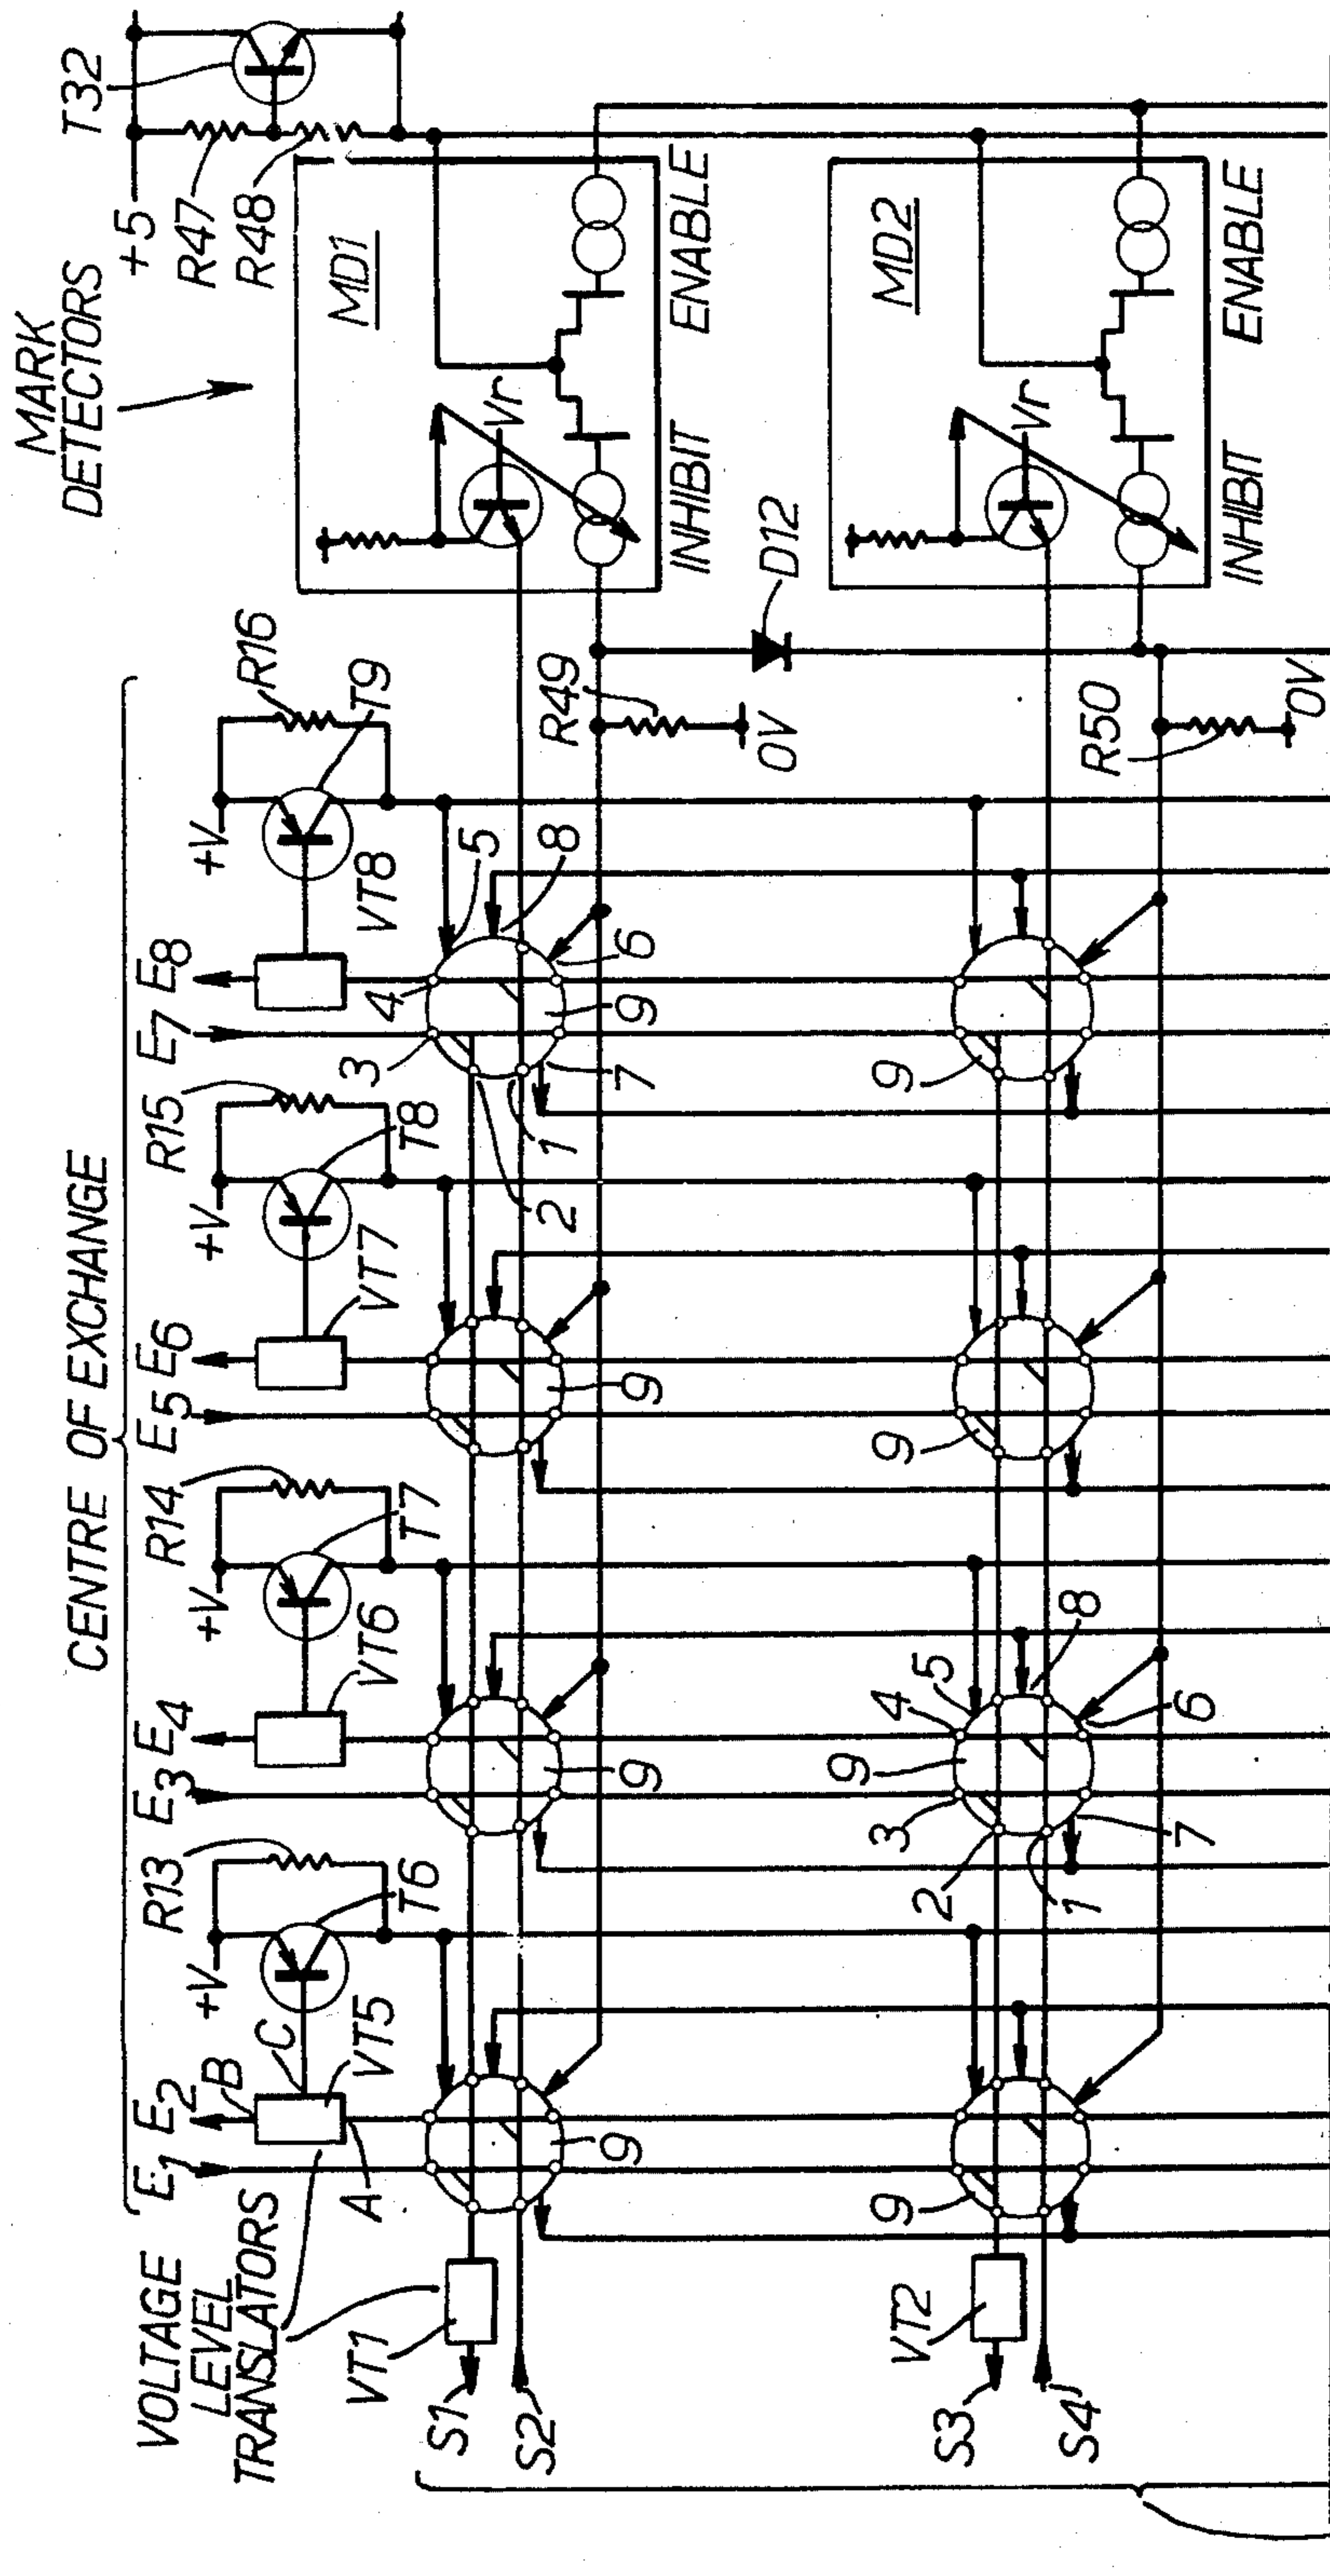 CENTRE OF EXCHANGE
MARK
DETECTORS
VOLTAGE
LEVEL
TRANSLATORS
E1
E2
E3
E4
E5
E6
E7
E8
B
C
A
+V
R13
T6
VT5
+V
R14
T7
VT6
+V
R15
T8
VT7
+V
R16
T9
VT8
+5
T32
R47
R48
VT1
S1
S2
9
9
9
3
4
5
8
6
9
7
1
2
MD1
Vr
INHIBIT
ENABLE
R49
0V
D12
VT2
S3
S4
9
2
3
9
4
5
8
6
7
1
9
9
R50
0V
MD2
Vr
INHIBIT
ENABLE